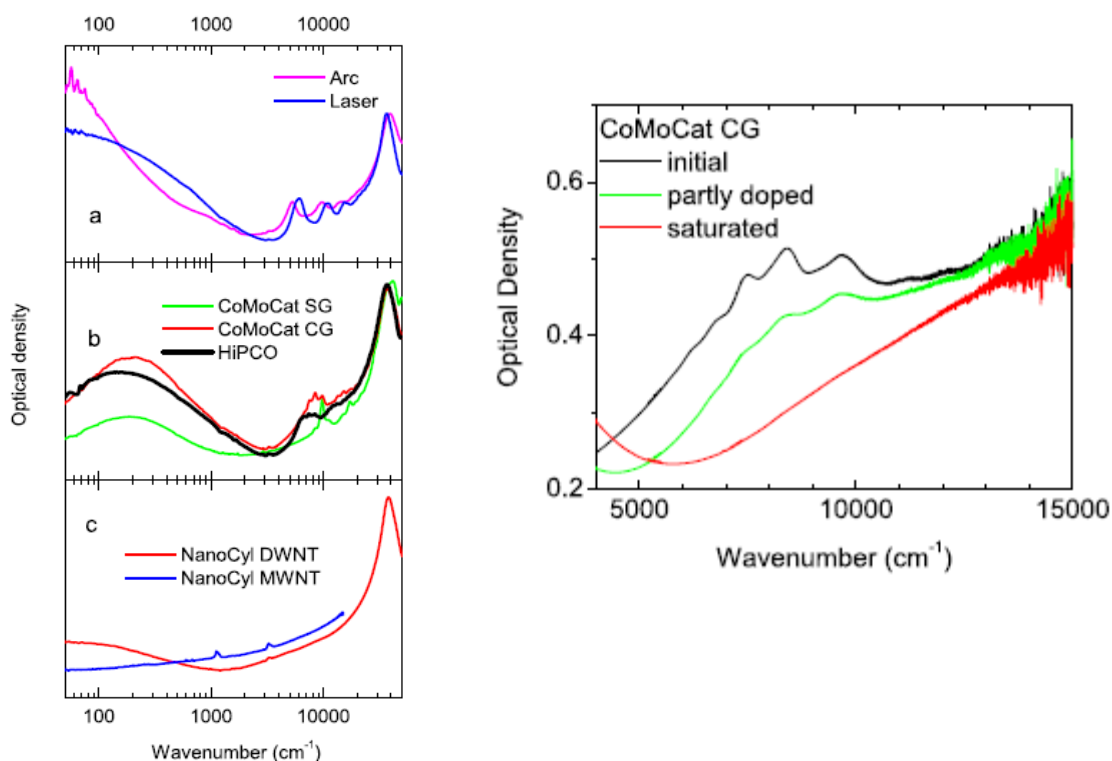 100 1000 10000
Arc
Laser
a
CoMoCat SG
CoMoCat CG
HiPCO
b
c
NanoCyl DWNT
NanoCyl MWNT
100 1000 10000
Wavenumber (cm⁻¹)
Optical density
CoMoCat CG
initial
partly doped
saturated
0.6
0.4
0.2
5000 10000 15000
Wavenumber (cm⁻¹)
Optical Density